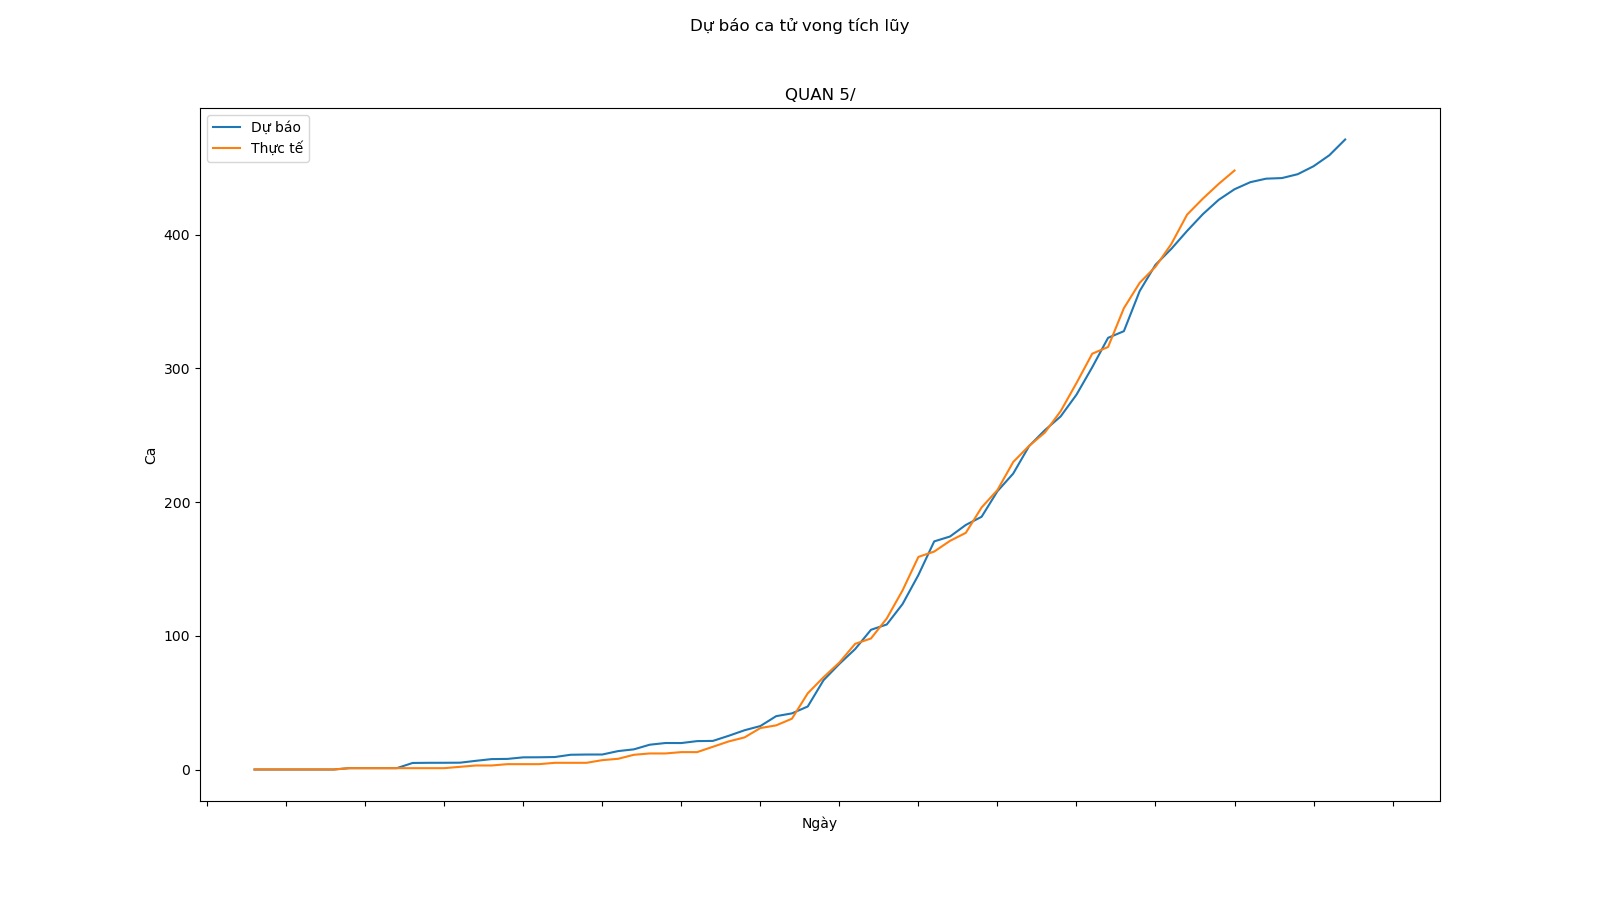 Dự báo ca tử vong tích lũy
QUAN 5/
Dự báo
Thực tế
400
300
200
100
0
Ca
Ngày